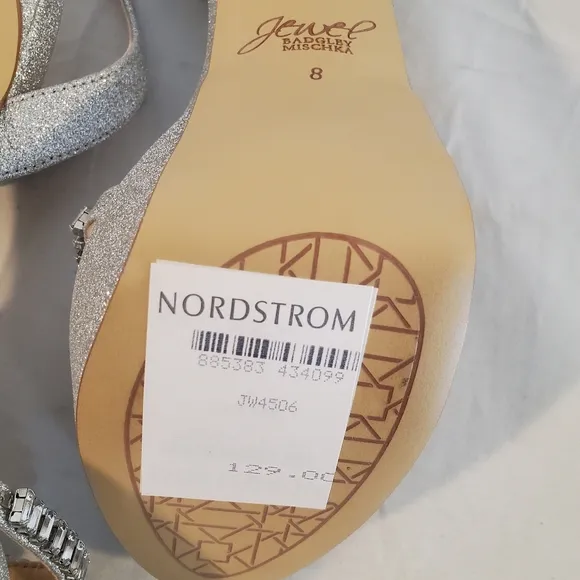 Jewel
BADGLEY
MISCHKA
8
NORDSTROM
885383 434099
JW4506
129.00